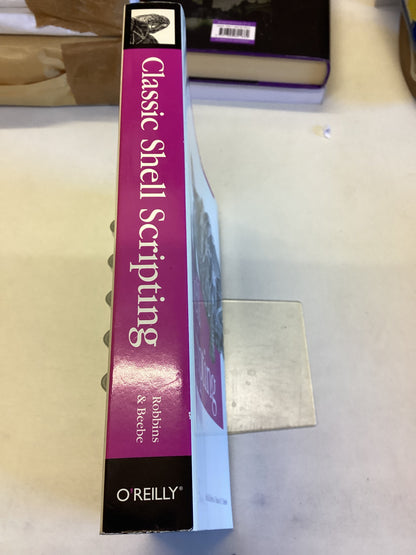 Classic Shell Scripting
Robbins
& Beebe
O'REILLY®